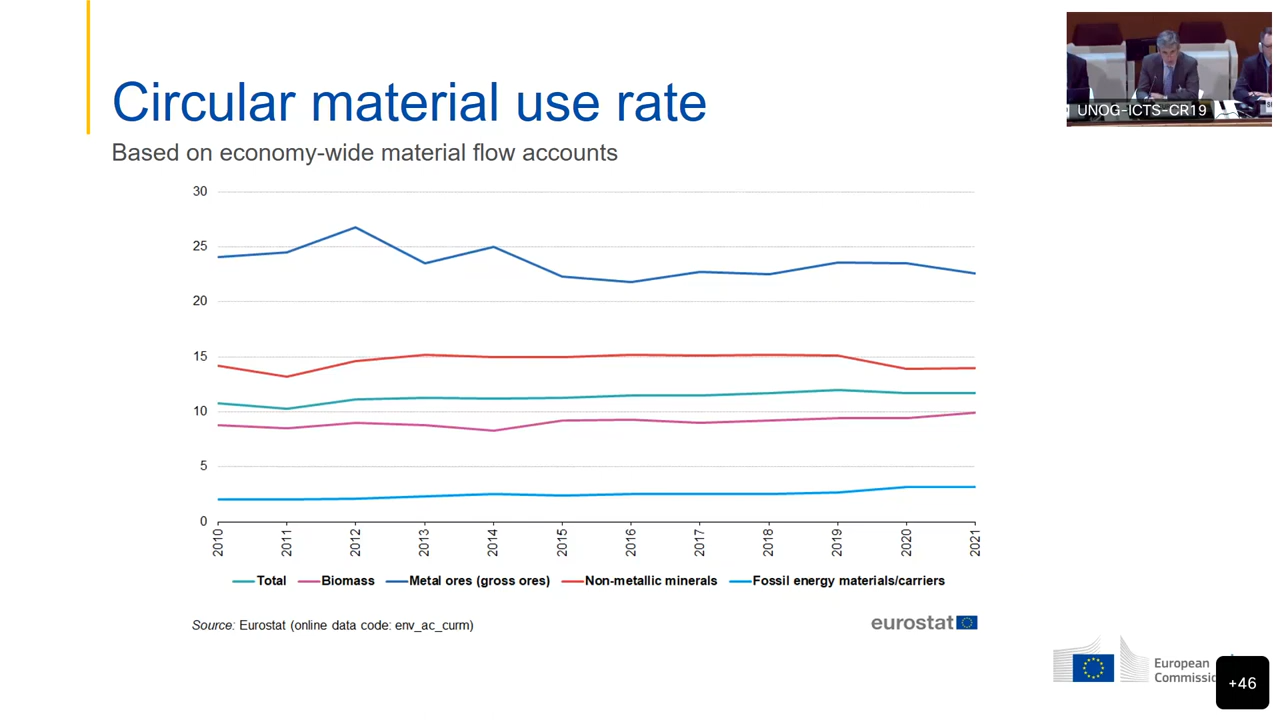 Circular material use rate
Based on economy-wide material flow accounts
UNOG-ICTS-CR19
30
25
20
15
10
5
0
2010 2011 2012 2013 2014 2015 2016 2017 2018 2019 2020 2021
Total Biomass Metal ores (gross ores) Non-metallic minerals Fossil energy materials/carriers
Source: Eurostat (online data code: env_ac_curm)
eurostat
European
Commissio
+46